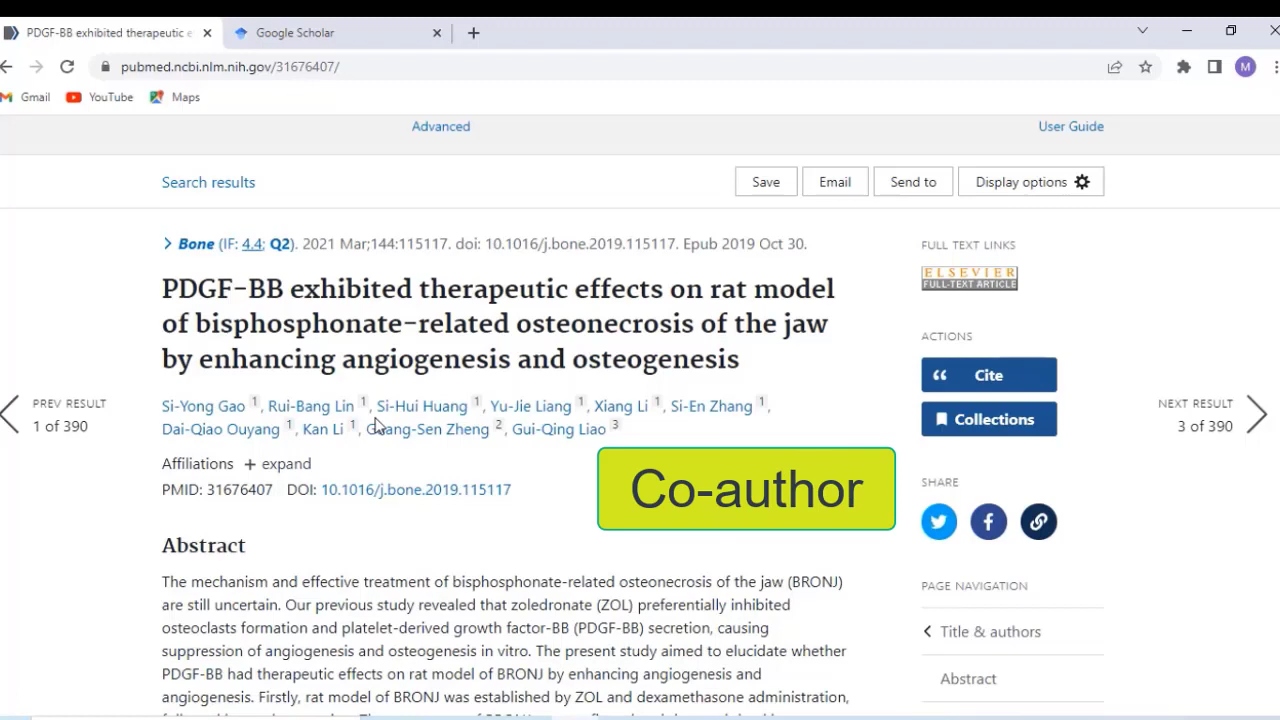 PDGF-BB exhibited therapeutic e
Google Scholar
pubmed.ncbi.nlm.nih.gov/31676407/
M
Gmail YouTube Maps
Advanced User Guide
Search results Save Email Send to Display options
Bone (IF: 4.4; Q2). 2021 Mar;144:115117. doi: 10.1016/j.bone.2019.115117. Epub 2019 Oct 30.
PDGF-BB exhibited therapeutic effects on rat model
of bisphosphonate-related osteonecrosis of the jaw
by enhancing angiogenesis and osteogenesis
Si-Yong Gao 1, Rui-Bang Lin 1, Si-Hui Huang 1, Yu-Jie Liang 1, Xiang Li 1, Si-En Zhang 1,
Dai-Qiao Ouyang 1, Kan Li 1, Guang-Sen Zheng 2, Gui-Qing Liao 3
Affiliations + expand
PMID: 31676407 DOI: 10.1016/j.bone.2019.115117
Co-author
Abstract
The mechanism and effective treatment of bisphosphonate-related osteonecrosis of the jaw (BRONJ)
are still uncertain. Our previous study revealed that zoledronate (ZOL) preferentially inhibited
osteoclasts formation and platelet-derived growth factor-BB (PDGF-BB) secretion, causing
suppression of angiogenesis and osteogenesis in vitro. The present study aimed to elucidate whether
PDGF-BB had therapeutic effects on rat model of BRONJ by enhancing angiogenesis and
angiogenesis. Firstly, rat model of BRONJ was established by ZOL and dexamethasone administration,
PREV RESULT
1 of 390
NEXT RESULT
3 of 390
FULL TEXT LINKS
ELSEVIER
FULL-TEXT ARTICLE
ACTIONS
Cite
Collections
SHARE
PAGE NAVIGATION
Title & authors
Abstract